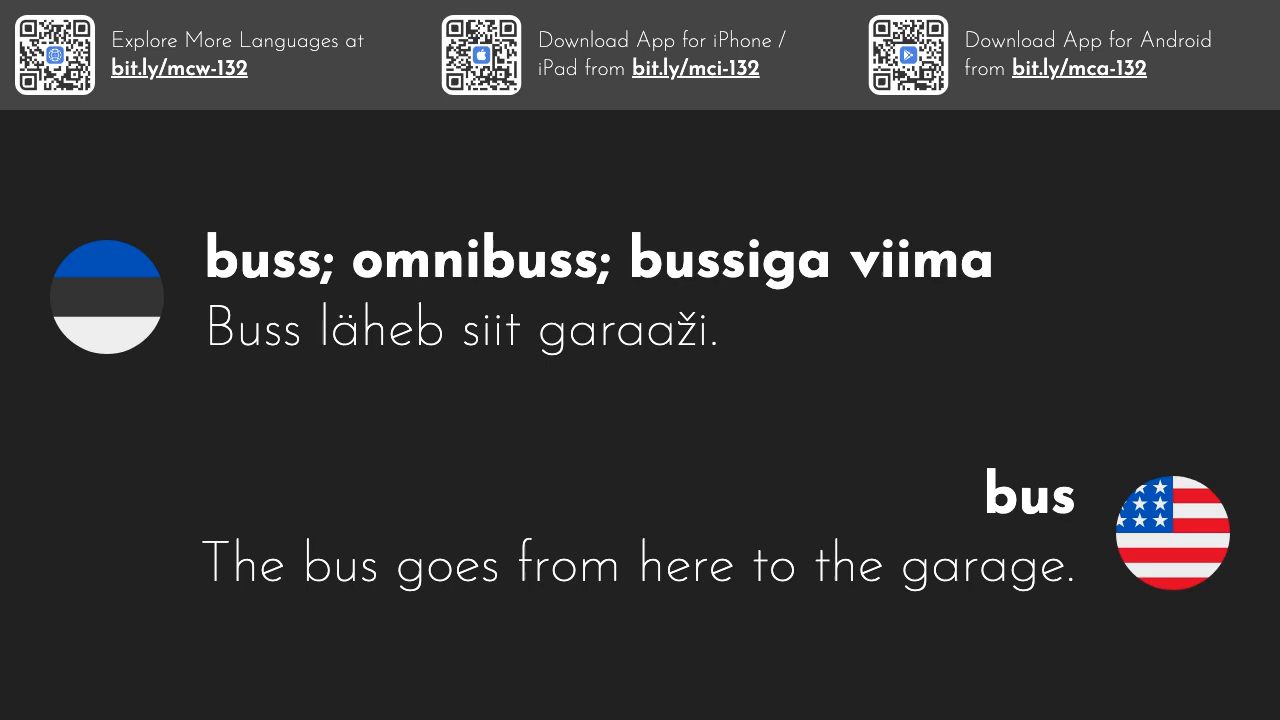 Explore More Languages at
bit.ly/mcw-132
Download App for iPhone /
iPad from bit.ly/mci-132
Download App for Android
from bit.ly/mca-132
buss; omnibuss; bussiga viima
Buss läheb siit garaaži.
bus
The bus goes from here to the garage.